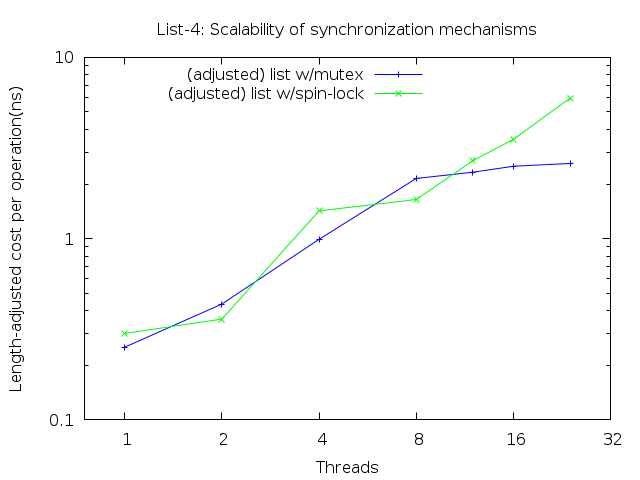 List-4: Scalability of synchronization mechanisms
10
(adjusted) list w/mutex
(adjusted) list w/spin-lock
Length-adjusted cost per operation(ns)
1
0.1
1 2 4 8 16 32
Threads